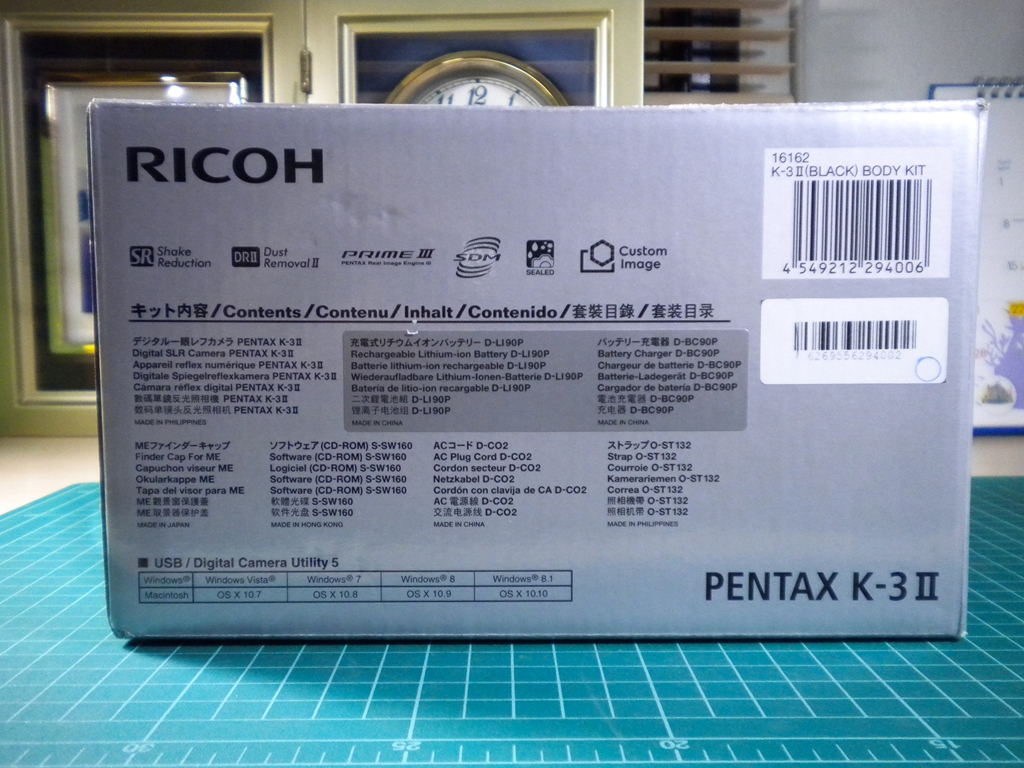 11 12 1
RICOH
16162
K-3Ⅱ(BLACK) BODY KIT
4 549212 294006
SR Shake Reduction
DRⅡ Dust Removal Ⅱ
PRIME Ⅲ
PENTAX Real Image Engine Ⅲ
SDM
SEALED
Custom Image
キット内容/Contents/Contenu/Inhalt/Contenido/套裝目錄/套装目录
6269556294002
デジタル一眼レフカメラ PENTAX K-3Ⅱ
Digital SLR Camera PENTAX K-3Ⅱ
Appareil reflex numérique PENTAX K-3Ⅱ
Digitale Spiegelreflexkamera PENTAX K-3Ⅱ
Cámara réflex digital PENTAX K-3Ⅱ
數碼單鏡反光照相機 PENTAX K-3Ⅱ
数码单镜头反光照相机 PENTAX K-3Ⅱ
MADE IN PHILIPPINES
充電式リチウムイオンバッテリー D-LI90P
Rechargeable Lithium-ion Battery D-LI90P
Batterie lithium-ion rechargeable D-LI90P
Wiederaufladbare Lithium-Ionen-Batterie D-LI90P
Batería de litio-ion recargable D-LI90P
二次鋰電池組 D-LI90P
锂离子电池组 D-LI90P
MADE IN CHINA
バッテリー充電器 D-BC90P
Battery Charger D-BC90P
Chargeur de batterie D-BC90P
Batterie-Ladegerät D-BC90P
Cargador de batería D-BC90P
電池充電器 D-BC90P
充电器 D-BC90P
MADE IN CHINA
MEファインダーキャップ
Finder Cap For ME
Capuchon viseur ME
Okularkappe ME
Tapa del visor para ME
ME 觀景窗保護蓋
ME 取景器保护盖
MADE IN JAPAN
ソフトウェア(CD-ROM) S-SW160
Software (CD-ROM) S-SW160
Logiciel (CD-ROM) S-SW160
Software (CD-ROM) S-SW160
Software (CD-ROM) S-SW160
軟體光碟 S-SW160
软件光盘 S-SW160
MADE IN HONG KONG
ACコード D-CO2
AC Plug Cord D-CO2
Cordon secteur D-CO2
Netzkabel D-CO2
Cordón con clavija de CA D-CO2
AC 電源線 D-CO2
交流电源线 D-CO2
MADE IN CHINA
ストラップ O-ST132
Strap O-ST132
Courroie O-ST132
Kamerariemen O-ST132
Correa O-ST132
照相機帶 O-ST132
照相机带 O-ST132
MADE IN PHILIPPINES
■ USB / Digital Camera Utility 5
Windows® Windows Vista® Windows® 7 Windows® 8 Windows® 8.1
Macintosh OS X 10.7 OS X 10.8 OS X 10.9 OS X 10.10
PENTAX K-3Ⅱ
30 25 20 15